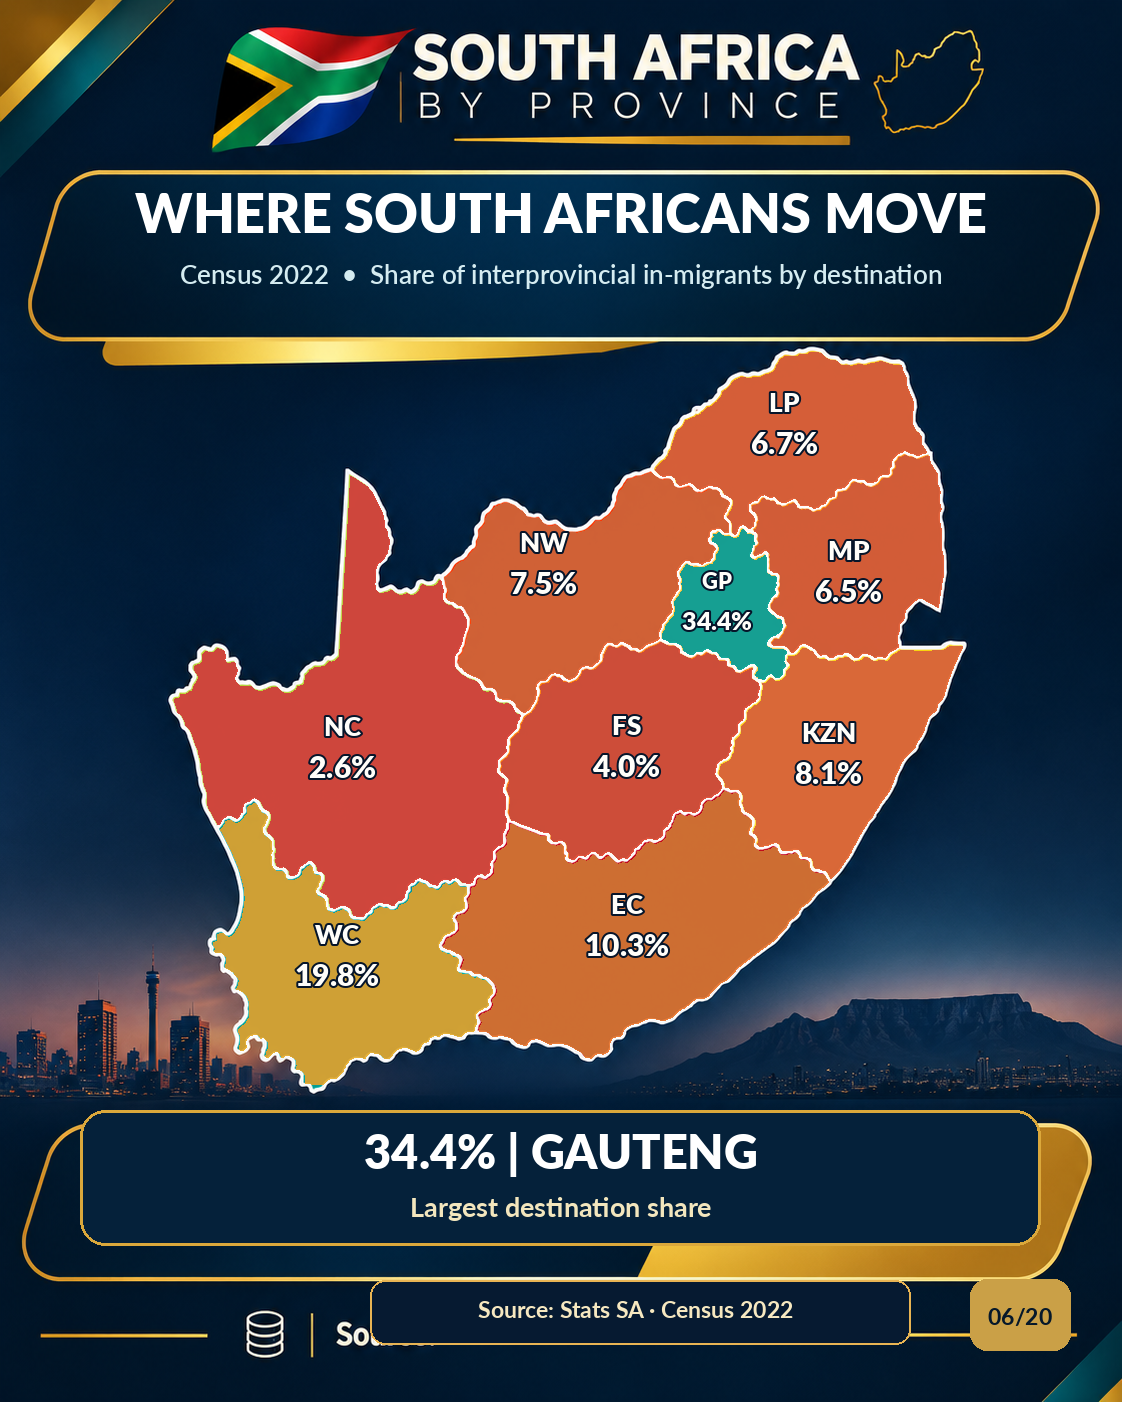 SOUTH AFRICA
BY PROVINCE
WHERE SOUTH AFRICANS MOVE
Census 2022 • Share of interprovincial in-migrants by destination
LP
6.7%
NW
7.5%
MP
6.5%
GP
34.4%
NC
2.6%
FS
4.0%
KZN
8.1%
EC
10.3%
WC
19.8%
34.4% | GAUTENG
Largest destination share
Source: Stats SA · Census 2022
06/20